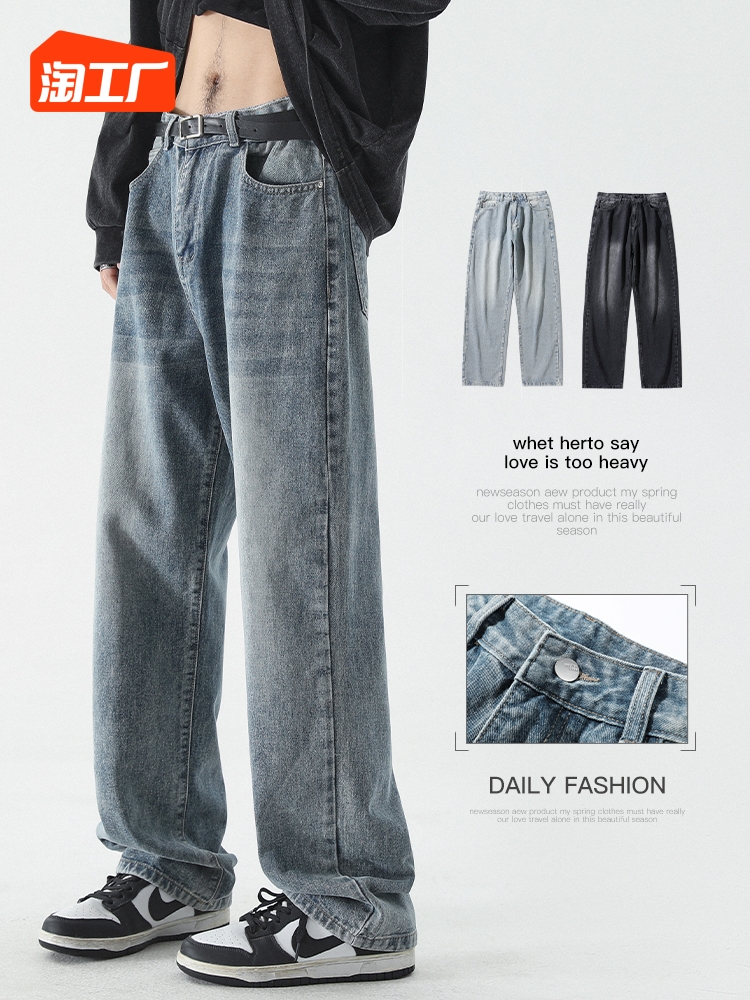 淘工厂
whet herto say
love is too heavy
newseason aew product my spring
clothes must have really
our love travel alone in this beautiful
season
DAILY FASHION
newseason aew product my spring clothes must have really
our love travel alone in this beautiful season